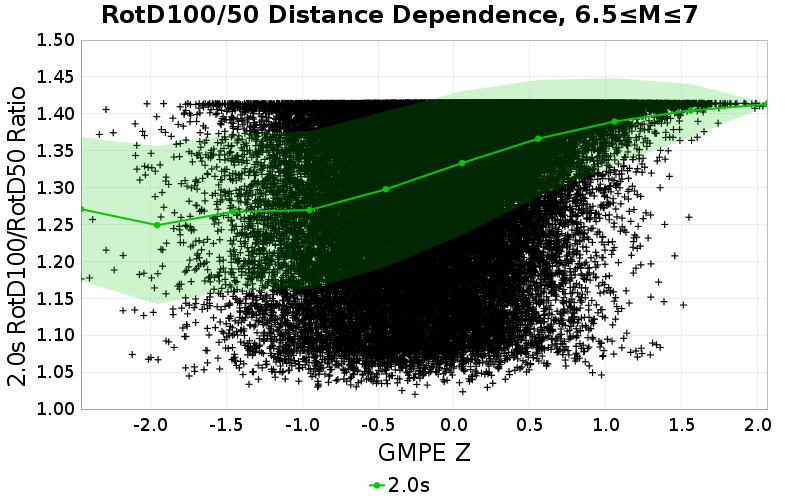 RotD100/50 Distance Dependence, 6.5≤M≤7
2.0s RotD100/RotD50 Ratio
1.50
1.45
1.40
1.35
1.30
1.25
1.20
1.15
1.10
1.05
1.00
-2.0 -1.5 -1.0 -0.5 0.0 0.5 1.0 1.5 2.0
GMPE Z
2.0s